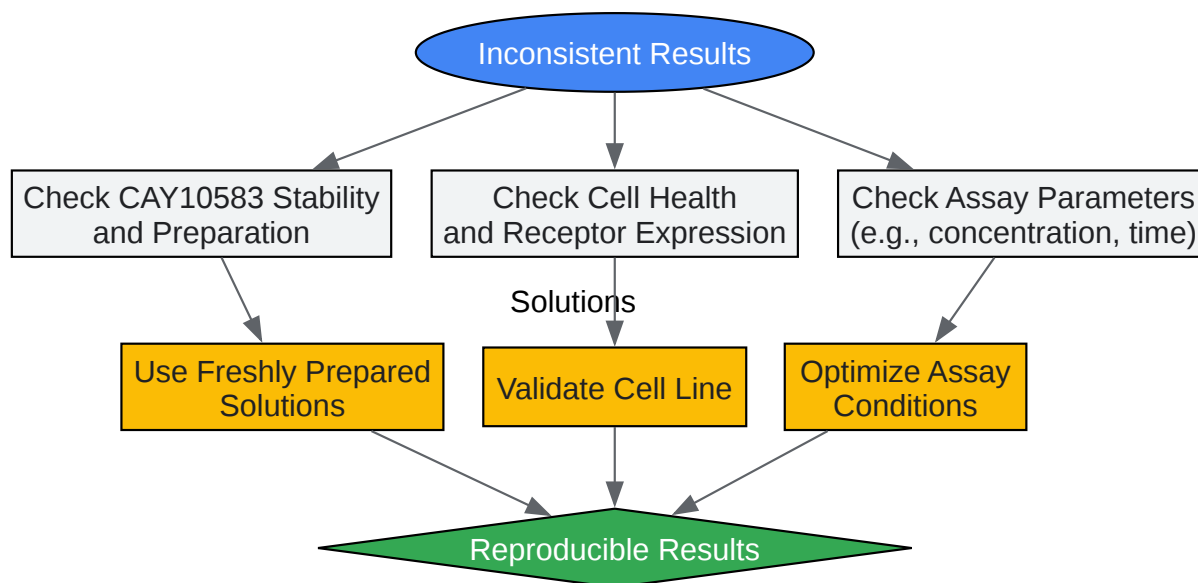 Inconsistent Results
Check CAY10583 Stability
and Preparation
Check Cell Health
and Receptor Expression
Check Assay Parameters
(e.g., concentration, time)
Solutions
Use Freshly Prepared
Solutions
Validate Cell Line
Optimize Assay
Conditions
Reproducible Results